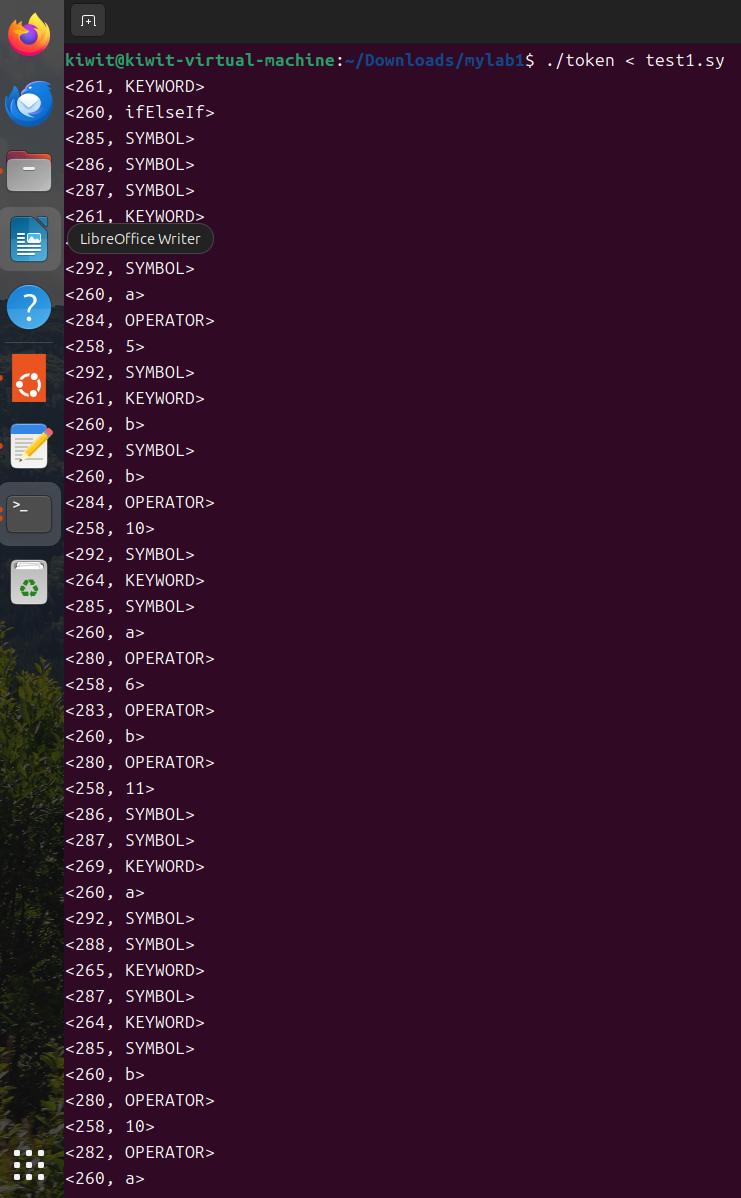 kiwit@kiwit-virtual-machine:~/Downloads/mylab1$ ./token < test1.sy
<261, KEYWORD>
<260, ifElseIf>
<285, SYMBOL>
<286, SYMBOL>
<287, SYMBOL>
<261, KEYWORD>
LibreOffice Writer
<292, SYMBOL>
<260, a>
<284, OPERATOR>
<258, 5>
<292, SYMBOL>
<261, KEYWORD>
<260, b>
<292, SYMBOL>
<260, b>
<284, OPERATOR>
<258, 10>
<292, SYMBOL>
<264, KEYWORD>
<285, SYMBOL>
<260, a>
<280, OPERATOR>
<258, 6>
<283, OPERATOR>
<260, b>
<280, OPERATOR>
<258, 11>
<286, SYMBOL>
<287, SYMBOL>
<269, KEYWORD>
<260, a>
<292, SYMBOL>
<288, SYMBOL>
<265, KEYWORD>
<287, SYMBOL>
<264, KEYWORD>
<285, SYMBOL>
<260, b>
<280, OPERATOR>
<258, 10>
<282, OPERATOR>
<260, a>